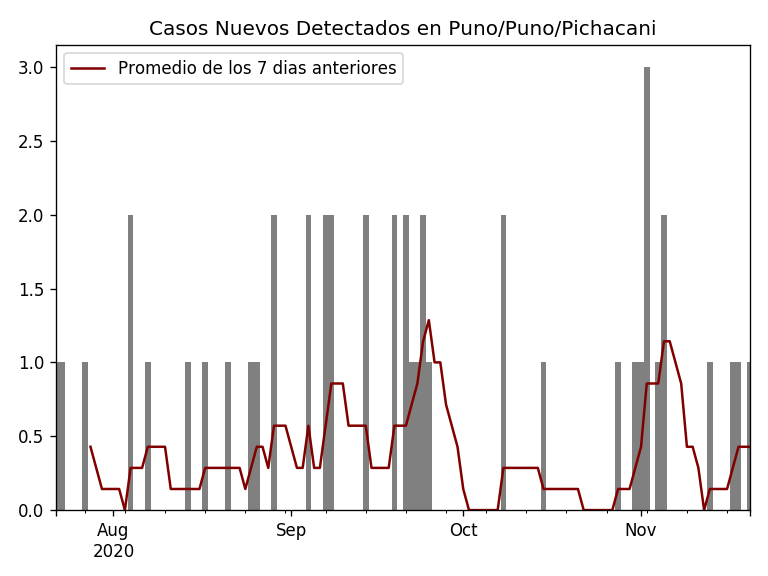 Casos Nuevos Detectados en Puno/Puno/Pichacani
Promedio de los 7 dias anteriores
3.0
2.5
2.0
1.5
1.0
0.5
0.0
Aug Sep Oct Nov
2020